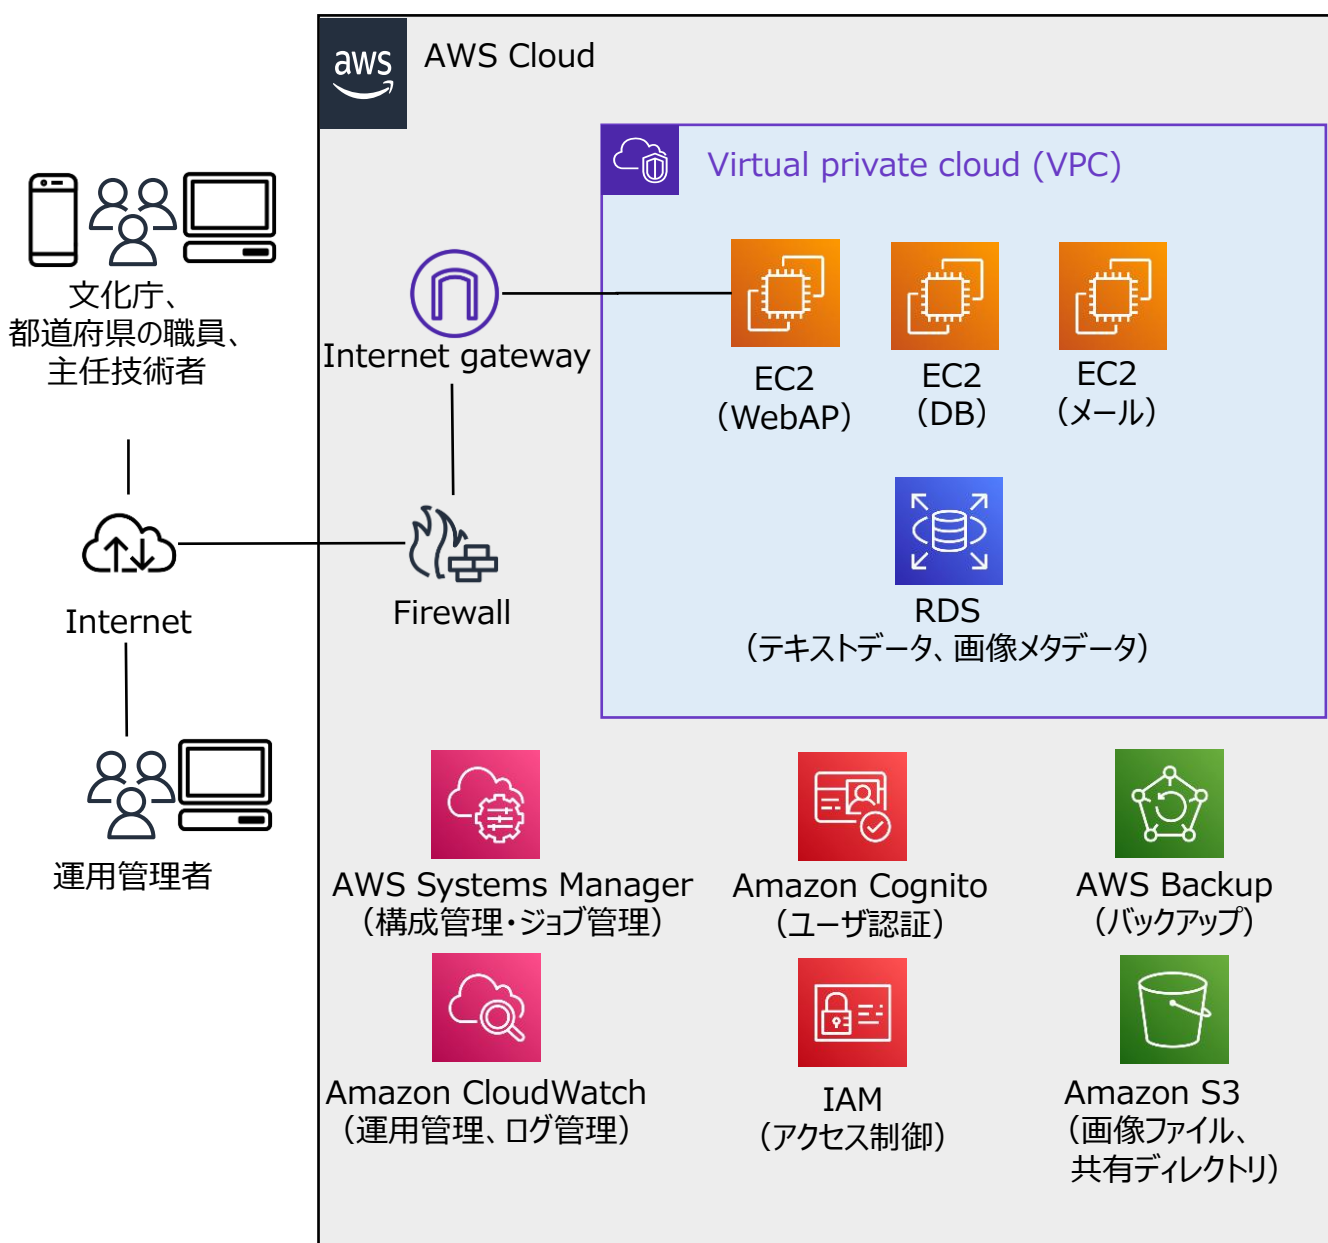 aws
AWS Cloud
Virtual private cloud (VPC)
文化庁、
都道府県の職員、
主任技術者
Internet gateway
EC2
（WebAP）
EC2
（DB）
EC2
（メール）
Internet
Firewall
RDS
（テキストデータ、画像メタデータ）
運用管理者
AWS Systems Manager
（構成管理・ジョブ管理）
Amazon Cognito
（ユーザ認証）
AWS Backup
（バックアップ）
Amazon CloudWatch
（運用管理、ログ管理）
IAM
（アクセス制御）
Amazon S3
（画像ファイル、
共有ディレクトリ）